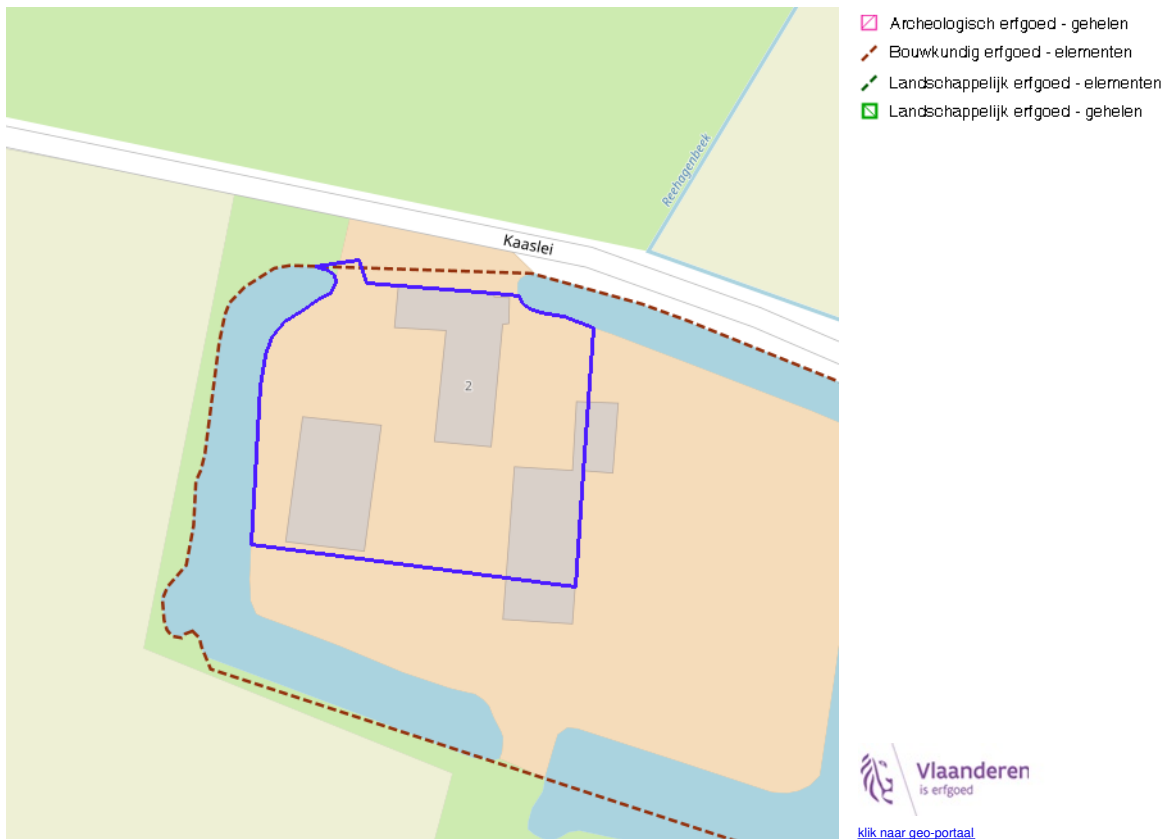 Archeologisch erfgoed - gehelen
Bouwkundig erfgoed - elementen
Landschappelijk erfgoed - elementen
Landschappelijk erfgoed - gehelen
Reehagenbeek
Kaaslei
2
Vlaanderen
is erfgoed
klik naar geo-portaal